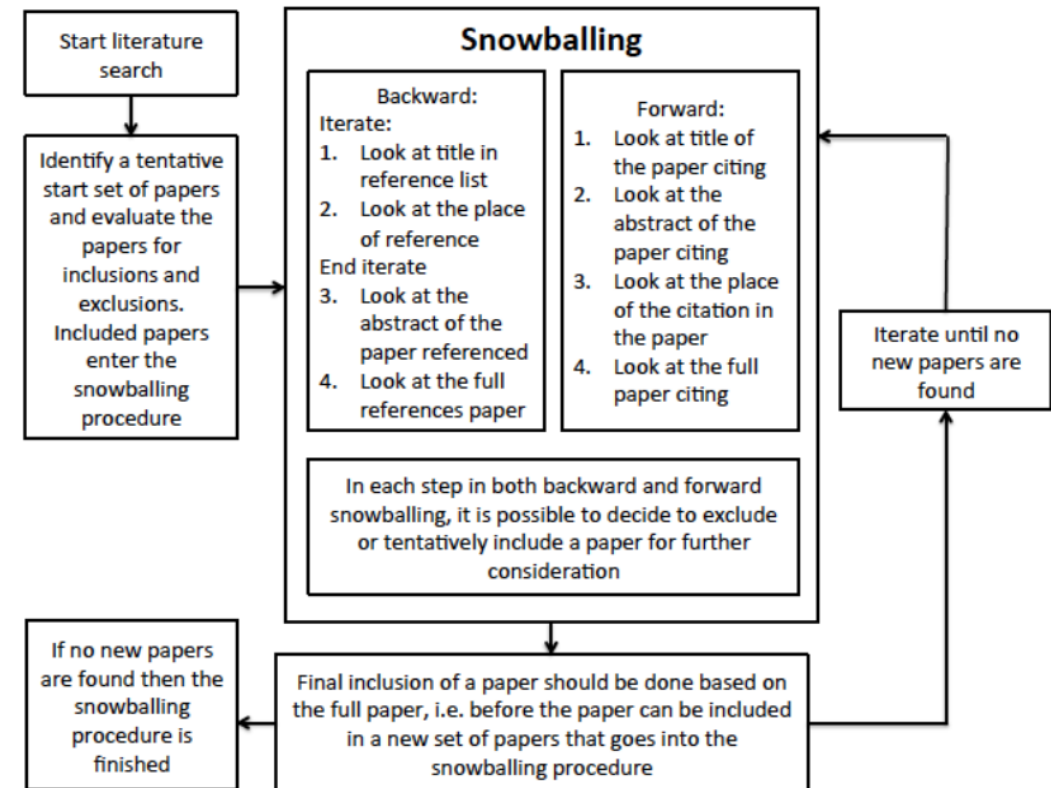 Start literature
search
Identify a tentative
start set of papers
and evaluate the
papers for
inclusions and
exclusions.
Included papers
enter the
snowballing
procedure
Snowballing
Backward:
Iterate:
1. Look at title in
reference list
2. Look at the place
of reference
End iterate
3. Look at the
abstract of the
paper referenced
4. Look at the full
references paper
Forward:
1. Look at title of
the paper citing
2. Look at the
abstract of the
paper citing
3. Look at the place
of the citation in
the paper
4. Look at the full
paper citing
In each step in both backward and forward
snowballing, it is possible to decide to exclude
or tentatively include a paper for further
consideration
Iterate until no
new papers are
found
Final inclusion of a paper should be done based on
the full paper, i.e. before the paper can be included
in a new set of papers that goes into the
snowballing procedure
If no new papers
are found then the
snowballing
procedure is
finished